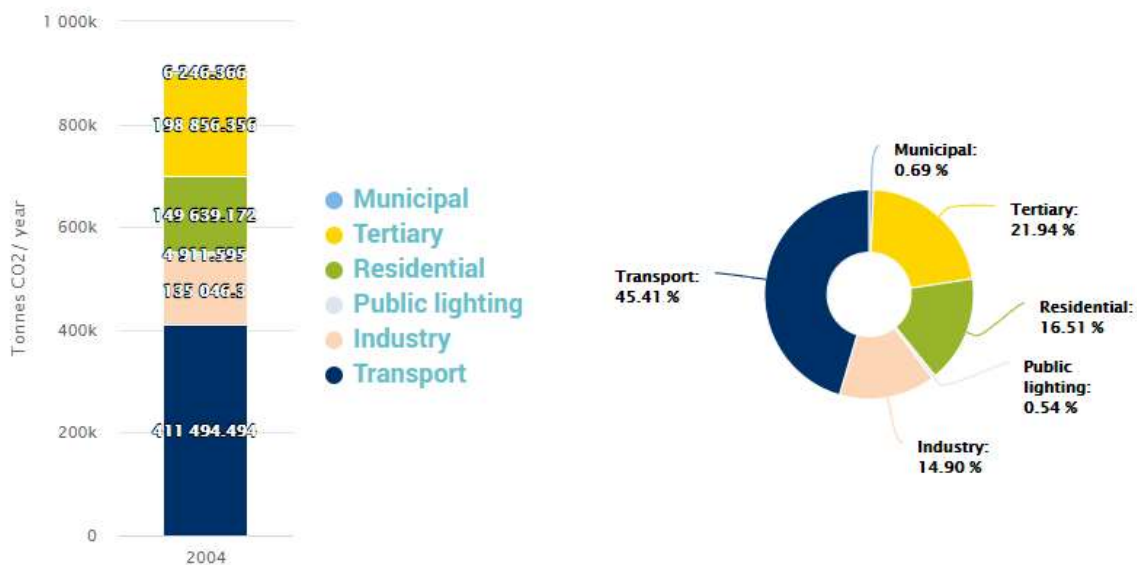 1 000k
800k
600k
400k
200k
0
Tonnes CO2/ year
6 246.366
198 856.356
149 639.172
4 911.595
135 046.3
411 494.494
2004
Municipal
Tertiary
Residential
Public lighting
Industry
Transport
Municipal:
0.69 %
Tertiary:
21.94 %
Residential:
16.51 %
Public
lighting:
0.54 %
Industry:
14.90 %
Transport:
45.41 %